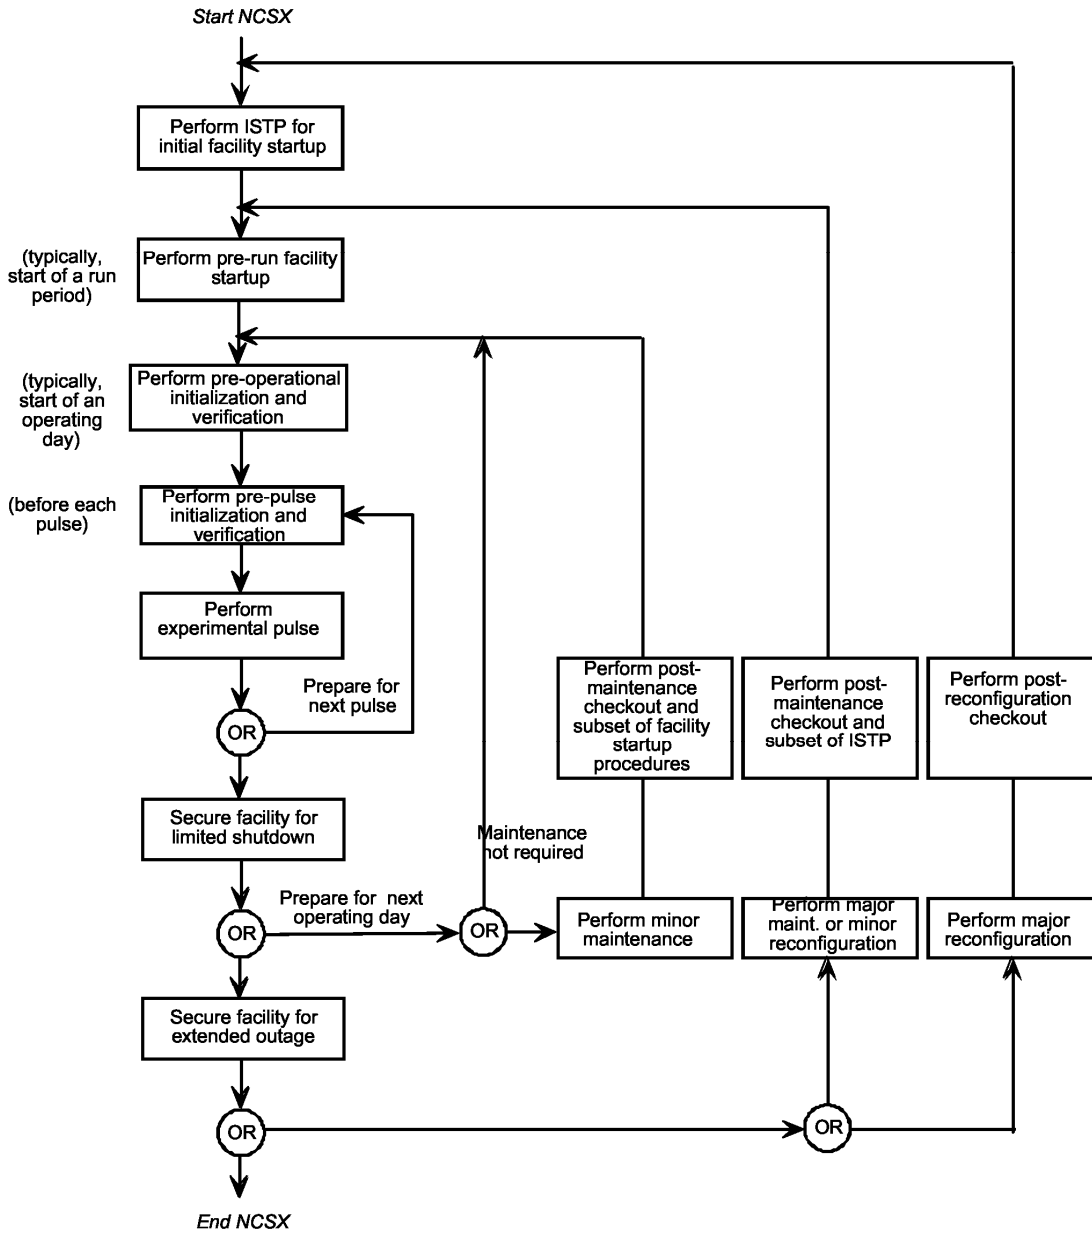 Start NCSX
Perform ISTP for
initial facility startup
(typically,
start of a run
period)
Perform pre-run facility
startup
(typically,
start of an
operating
day)
Perform pre-operational
initialization and
verification
(before each
pulse)
Perform pre-pulse
initialization and
verification
Perform
experimental pulse
Prepare for
next pulse
OR
Secure facility for
limited shutdown
OR
Prepare for next
operating day
OR
Maintenance
not required
Perform post-
maintenance
checkout and
subset of facility
startup
procedures
Perform post-
maintenance
checkout and
subset of ISTP
Perform post-
reconfiguration
checkout
Perform minor
maintenance
Perform major
maint. or minor
reconfiguration
Perform major
reconfiguration
Secure facility for
extended outage
OR
OR
End NCSX